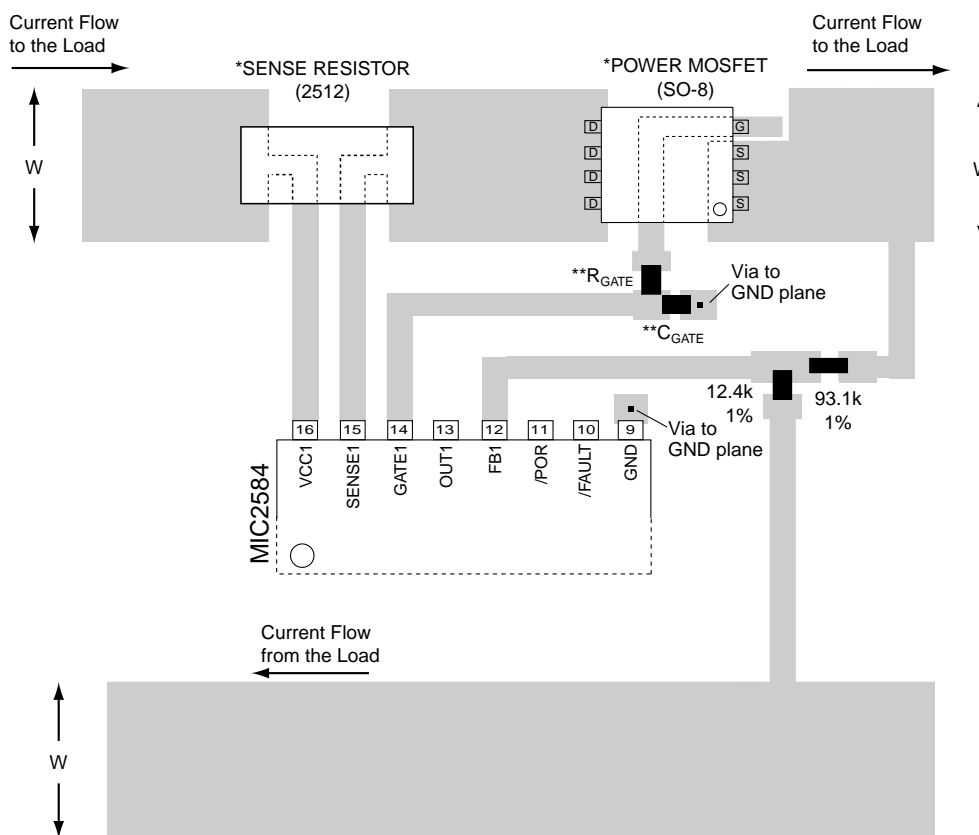 Current Flow
to the Load
Current Flow
to the Load
*SENSE RESISTOR
(2512)
*POWER MOSFET
(SO-8)
W
W
D
D
D
D
G
S
S
S
**RGATE
Via to
GND plane
**CGATE
12.4k
1%
93.1k
1%
Via to
GND plane
16
15
14
13
12
11
10
9
VCC1
SENSE1
GATE1
OUT1
FB1
/POR
/FAULT
GND
MIC2584
Current Flow
from the Load
W